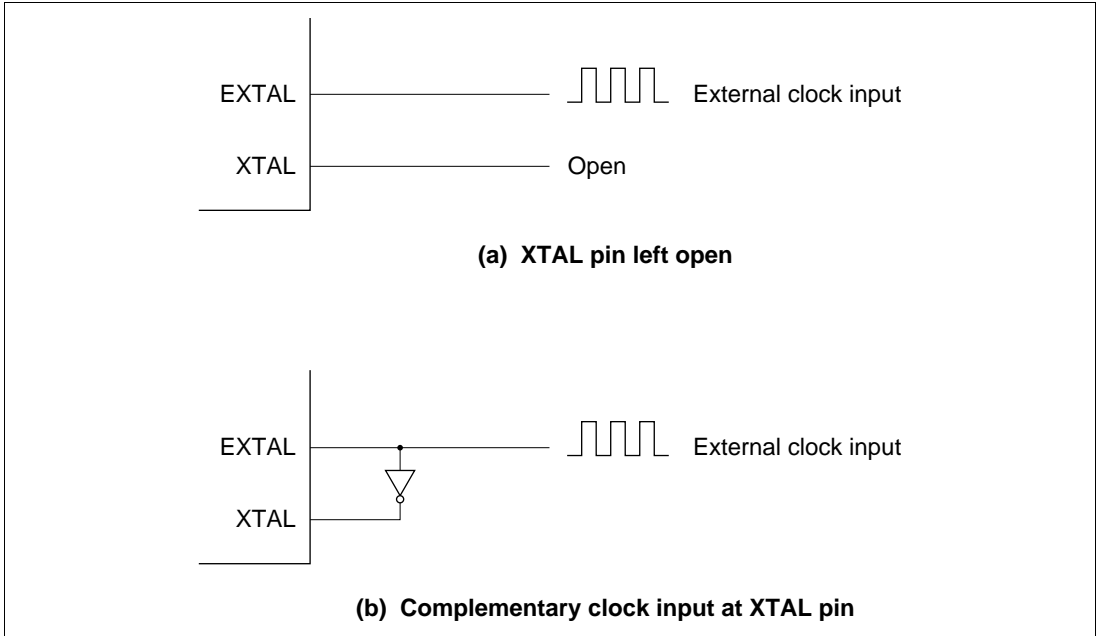 EXTAL
External clock input
XTAL
Open
(a) XTAL pin left open
EXTAL
External clock input
XTAL
(b) Complementary clock input at XTAL pin